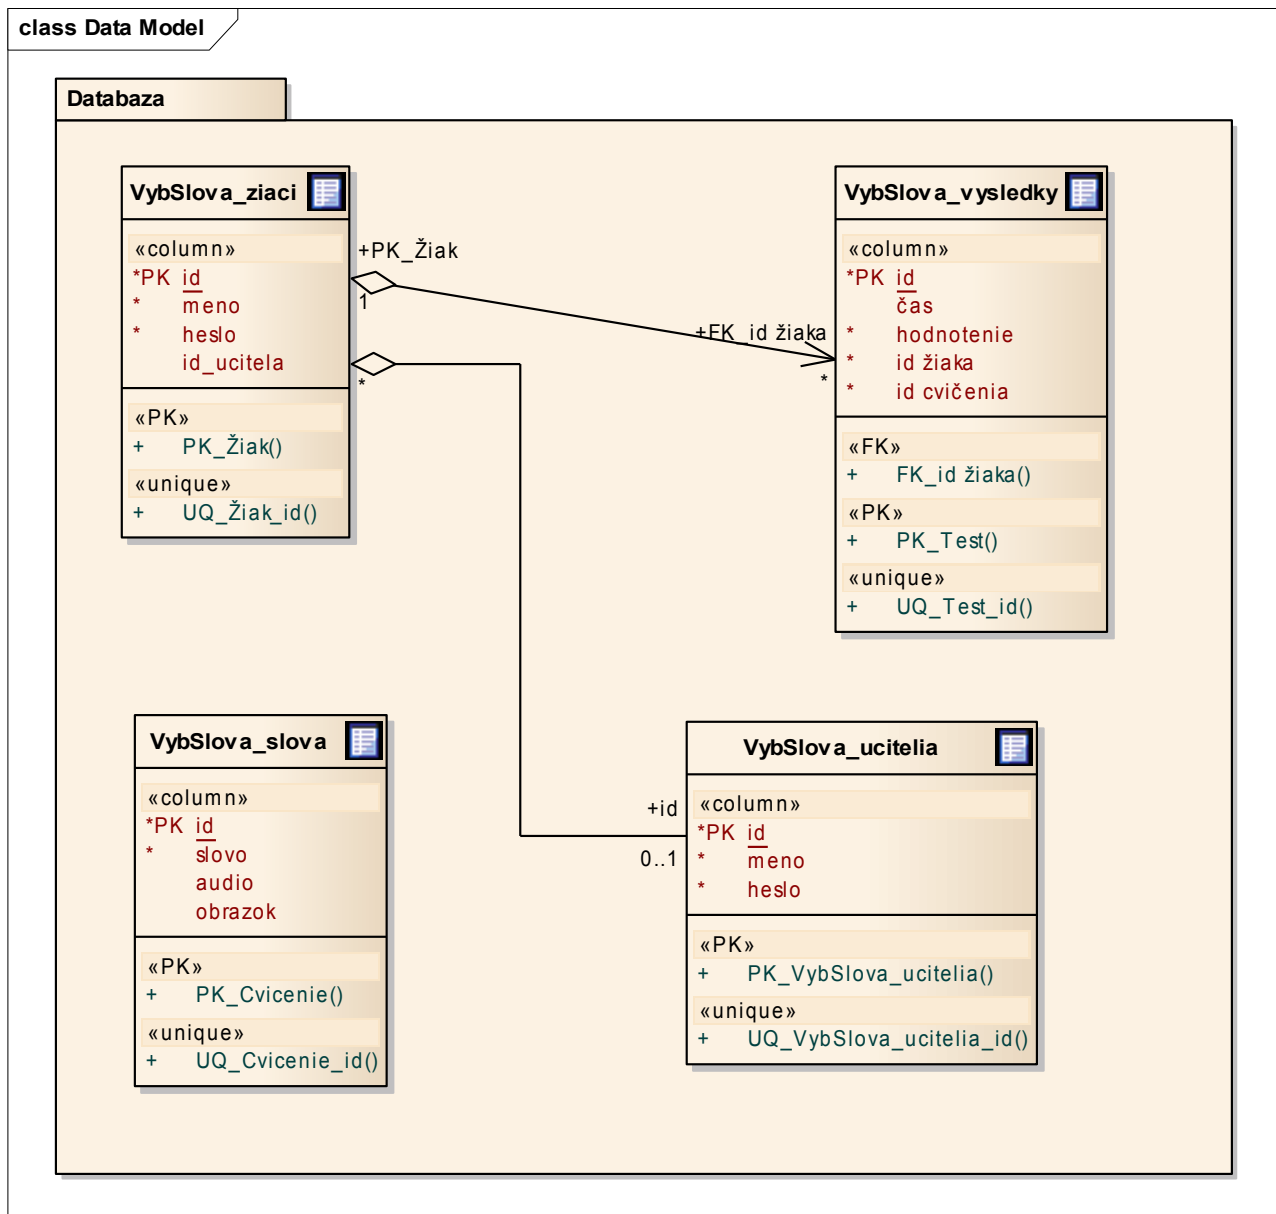 class Data Model
Databaza
VybSlova_ziaci
«column»
*PK id
* meno
* heslo
id_ucitela
«PK»
+ PK_Žiak()
«unique»
+ UQ_Žiak_id()
+PK_Žiak
1
*
+FK_id žiaka
*
VybSlova_vysledky
«column»
*PK id
čas
* hodnotenie
* id žiaka
* id cvičenia
«FK»
+ FK_id žiaka()
«PK»
+ PK_Test()
«unique»
+ UQ_Test_id()
VybSlova_slova
«column»
*PK id
* slovo
audio
obrazok
«PK»
+ PK_Cvicenie()
«unique»
+ UQ_Cvicenie_id()
+id
0..1
VybSlova_ucitelia
«column»
*PK id
* meno
* heslo
«PK»
+ PK_VybSlova_ucitelia()
«unique»
+ UQ_VybSlova_ucitelia_id()